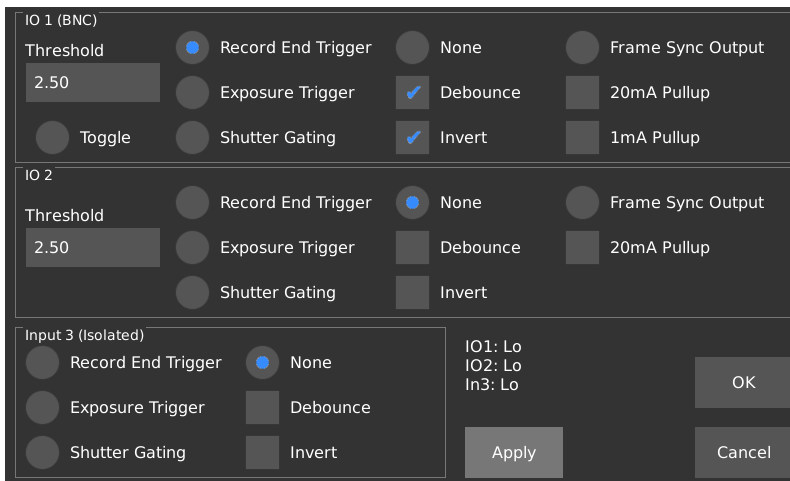 IO 1 (BNC)
Threshold
2.50
Toggle
Record End Trigger
None
Frame Sync Output
Exposure Trigger
Debounce
20mA Pullup
Shutter Gating
Invert
1mA Pullup
IO 2
Threshold
2.50
Record End Trigger
None
Frame Sync Output
Exposure Trigger
Debounce
20mA Pullup
Shutter Gating
Invert
Input 3 (Isolated)
Record End Trigger
None
Exposure Trigger
Debounce
Shutter Gating
Invert
IO1: Lo
IO2: Lo
In3: Lo
OK
Apply
Cancel